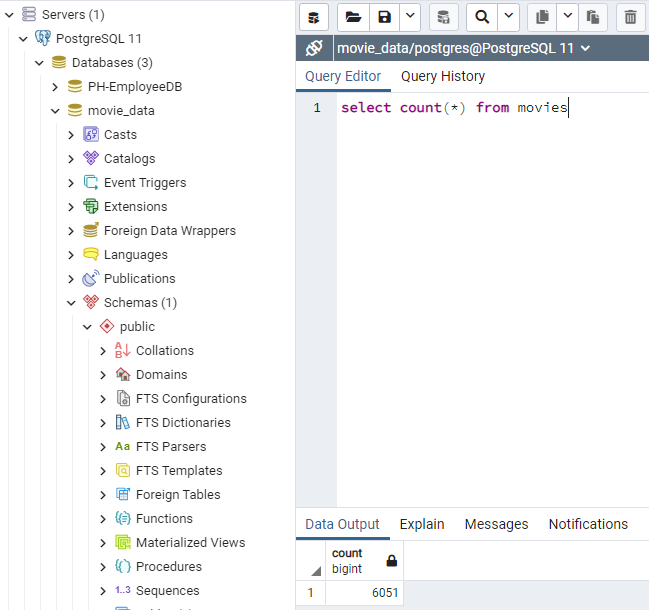 Servers (1)
PostgreSQL 11
Databases (3)
PH-EmployeeDB
movie_data
Casts
Catalogs
Event Triggers
Extensions
Foreign Data Wrappers
Languages
Publications
Schemas (1)
public
Collations
Domains
FTS Configurations
FTS Dictionaries
Aa FTS Parsers
FTS Templates
Foreign Tables
Functions
Materialized Views
Procedures
1..3 Sequences
movie_data/postgres@PostgreSQL 11
Query Editor Query History
1 select count(*) from movies
Data Output Explain Messages Notifications
count
bigint
1 6051